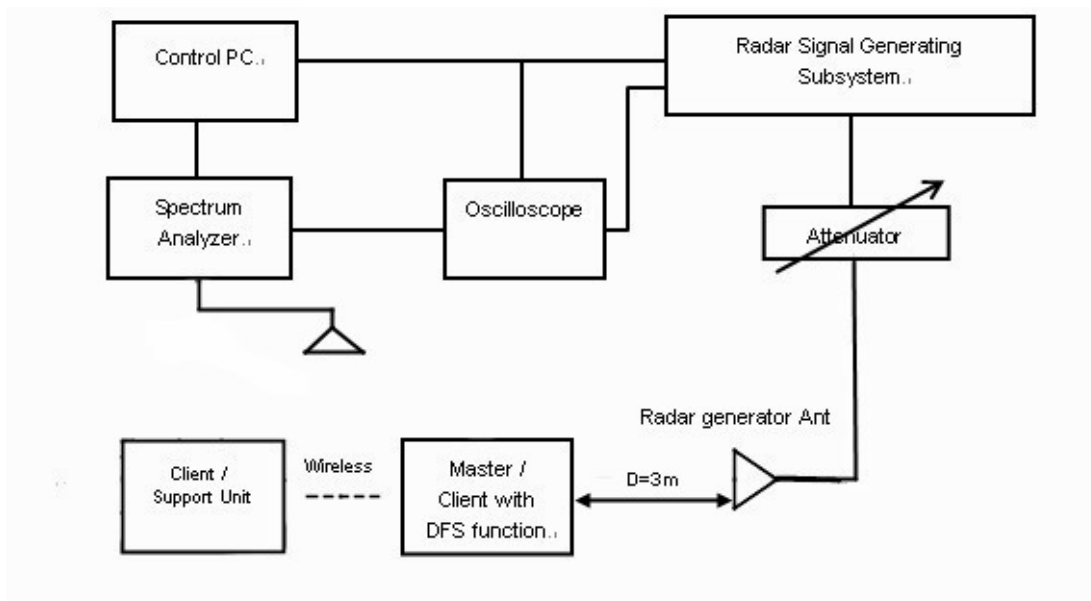 Control PC.
Radar Signal Generating
Subsystem.
Spectrum
Analyzer.
Oscilloscope
Attenuator
Radar generator Ant
Client /
Support Unit
Wireless
Master /
Client with
DFS function.
D=3m